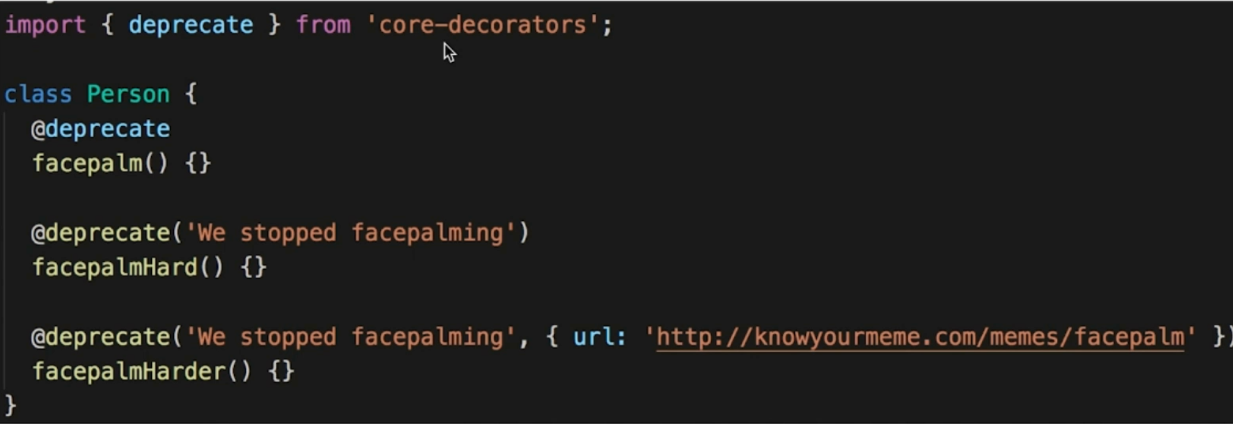 import { deprecate } from 'core-decorators';
class Person {
@deprecate
facepalm() {}
@deprecate('We stopped facepalming')
facepalmHard() {}
@deprecate('We stopped facepalming', { url: 'http://knowyourmeme.com/memes/facepalm' })
facepalmHarder() {}
}